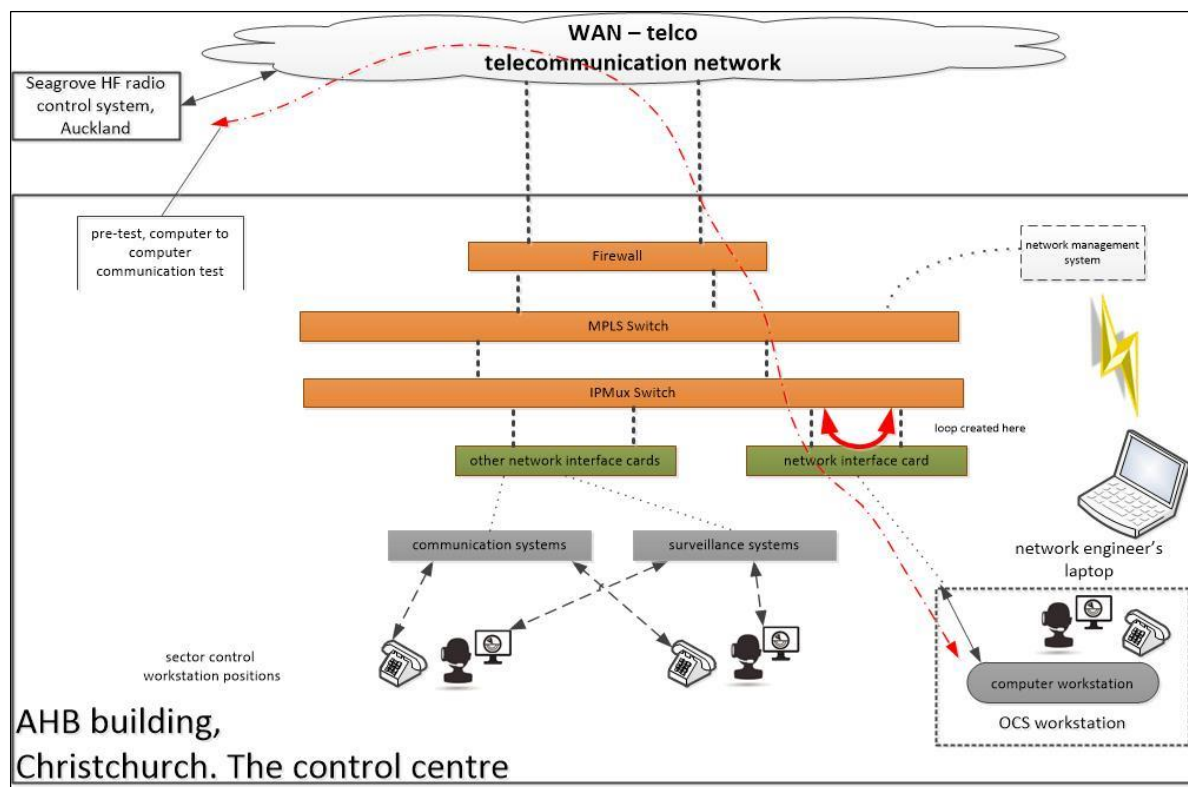 WAN – telco
telecommunication network
Seagrove HF radio
control system,
Auckland
pre-test, computer to
computer
communication test
Firewall
network management
system
MPLS Switch
IPMux Switch
loop created here
other network interface cards
network interface card
communication systems
surveillance systems
network engineer's
laptop
sector control
workstation positions
computer workstation
OCS workstation
AHB building,
Christchurch. The control centre